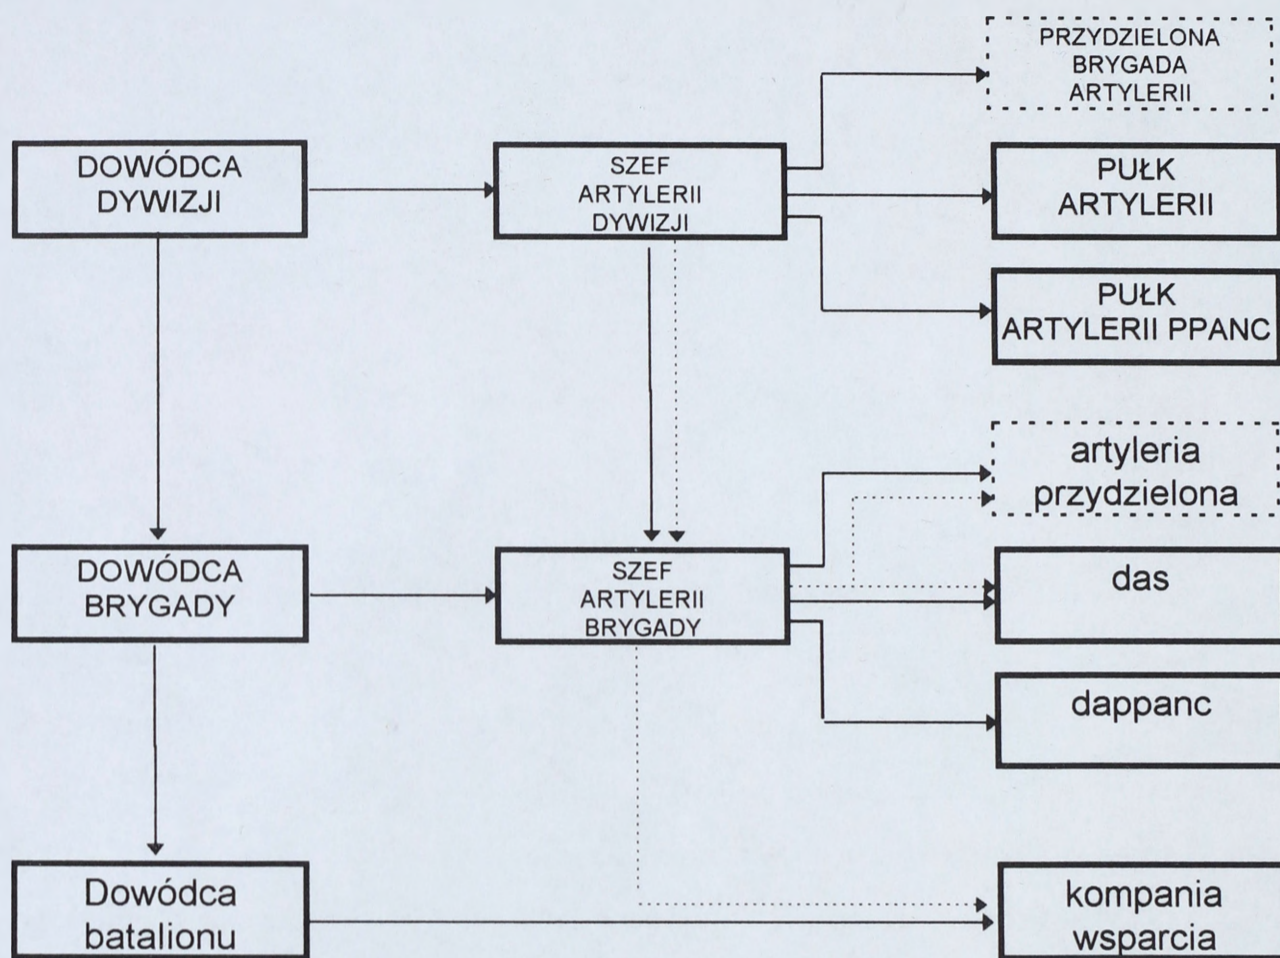 PRZYDZIELONA
BRYGADA
ARTYLERII
DOWÓDCA
DYWIZJI
SZEF
ARTYLERII
DYWIZJI
PUŁK
ARTYLERII
PUŁK
ARTYLERII PPANC
artyleria
przydzielona
DOWÓDCA
BRYGADY
SZEF
ARTYLERII
BRYGADY
das
dappanc
Dowódca
batalionu
kompania
wsparcia